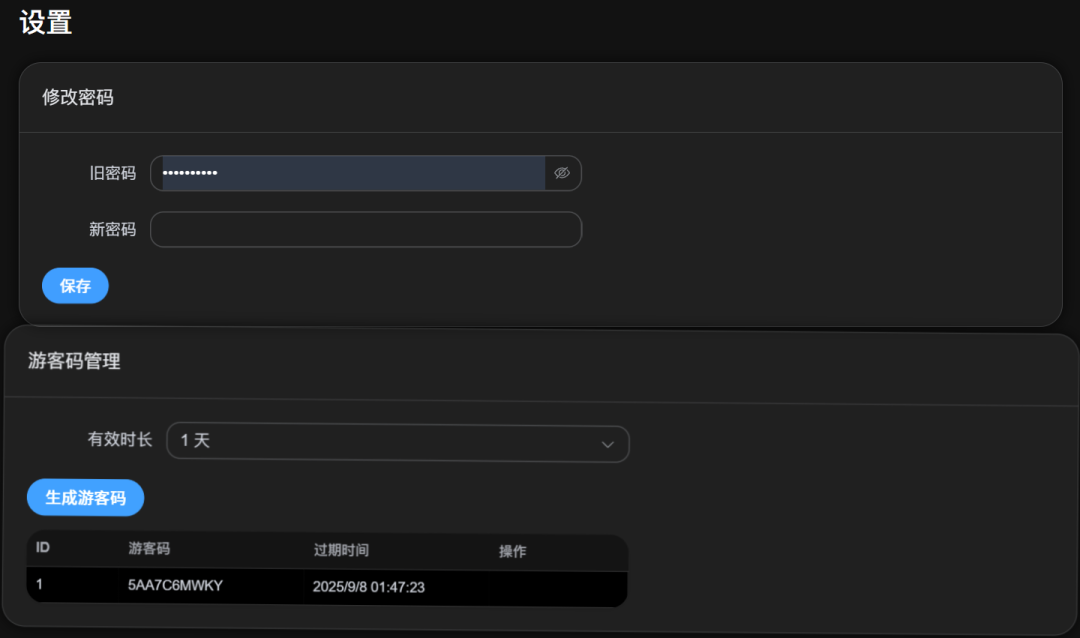 设置
修改密码
旧密码 ••••••••••
新密码
保存
游客码管理
有效时长 1 天
生成游客码
ID 游客码 过期时间 操作
1 5AA7C6MWKY 2025/9/8 01:47:23